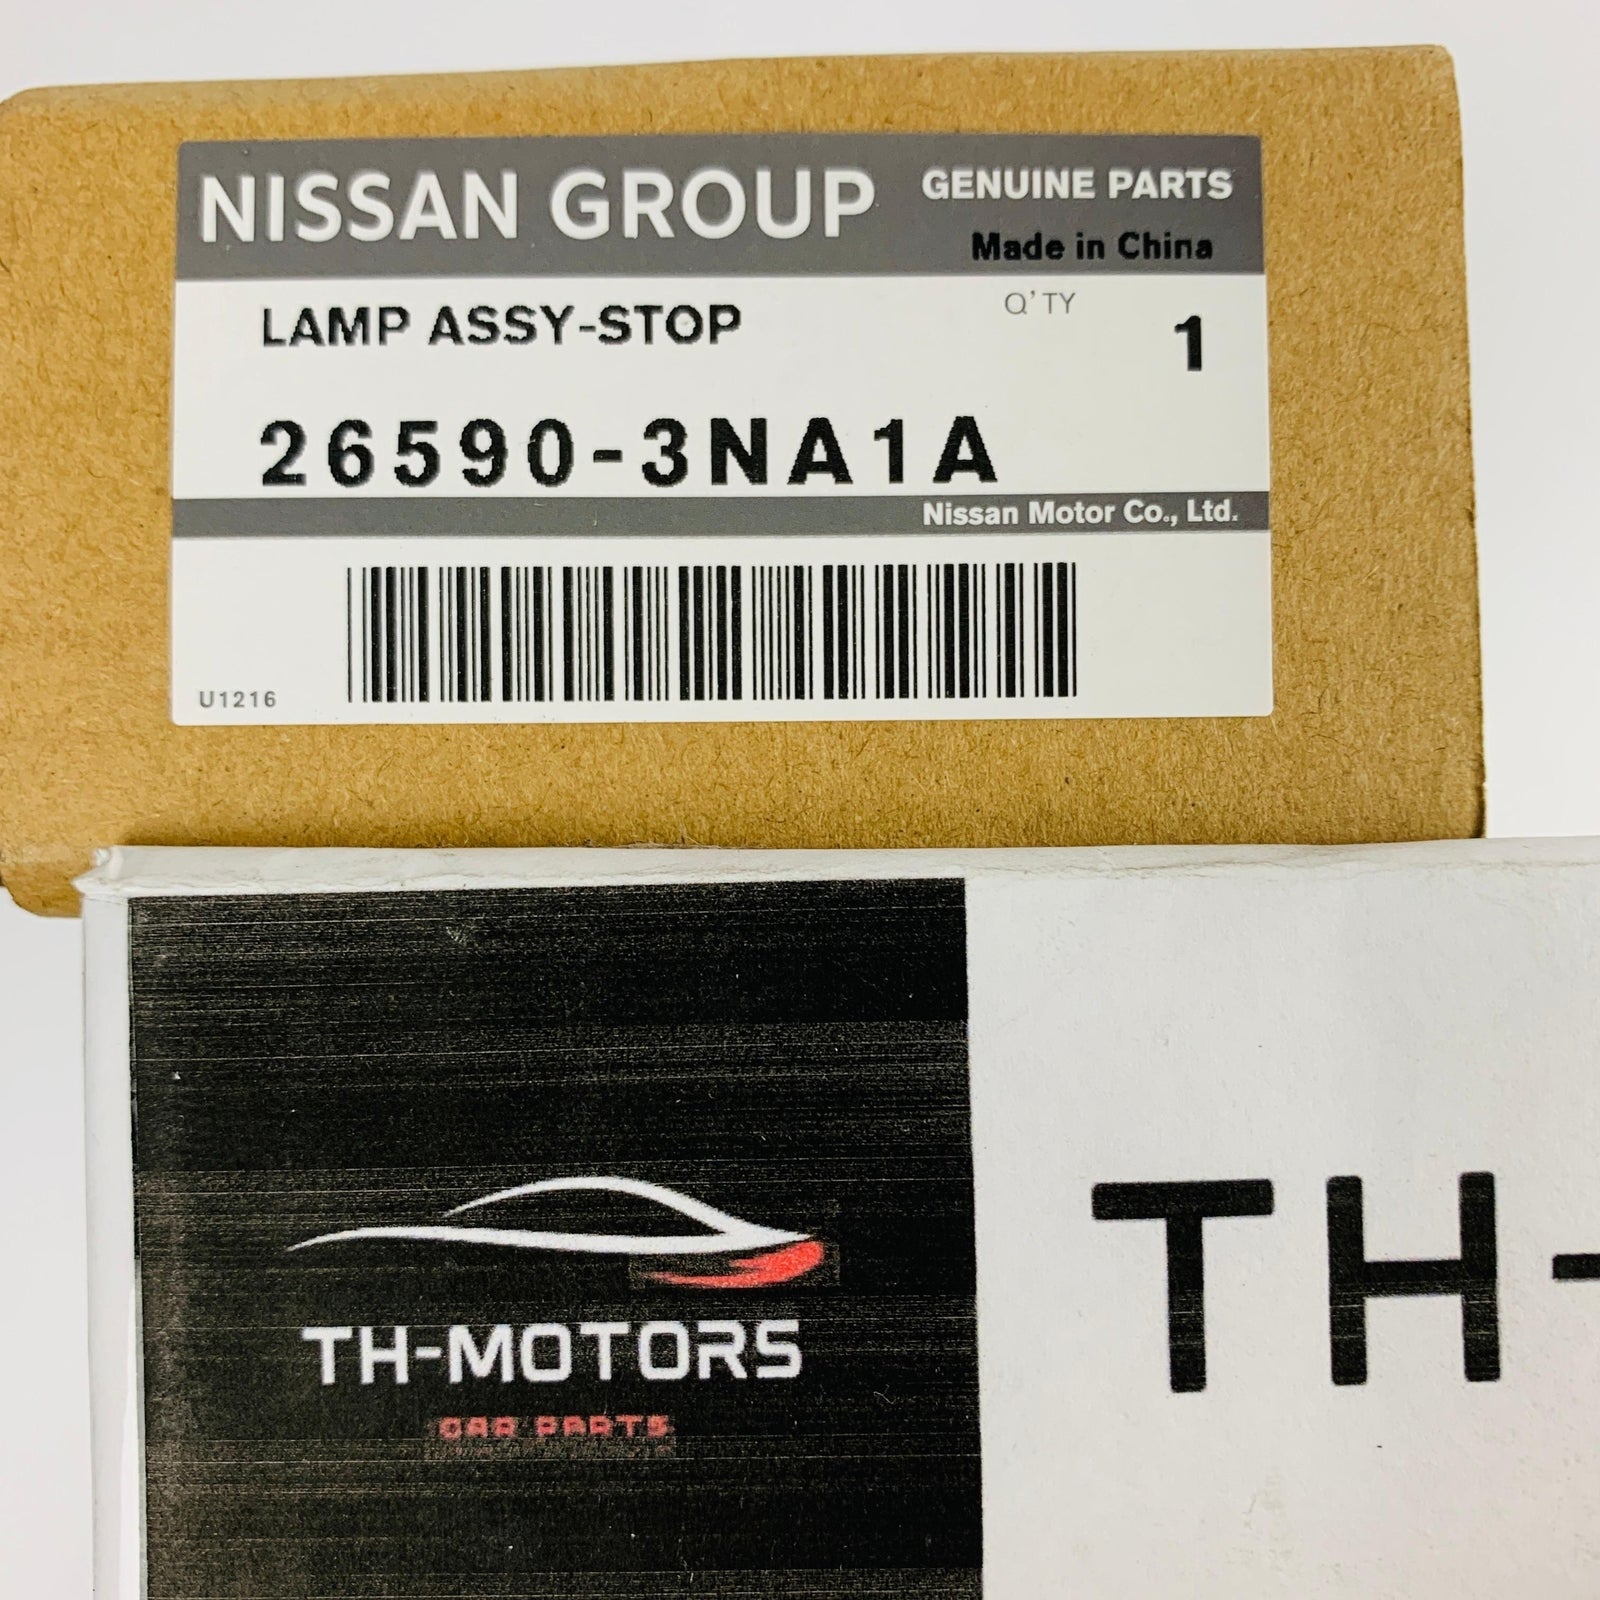 NISSAN GROUP
GENUINE PARTS
Made in China
LAMP ASSY-STOP
Q'TY
1
26590-3NA1A
Nissan Motor Co., Ltd.
U1216
TH-MOTORS
CAR PARTS
TH-